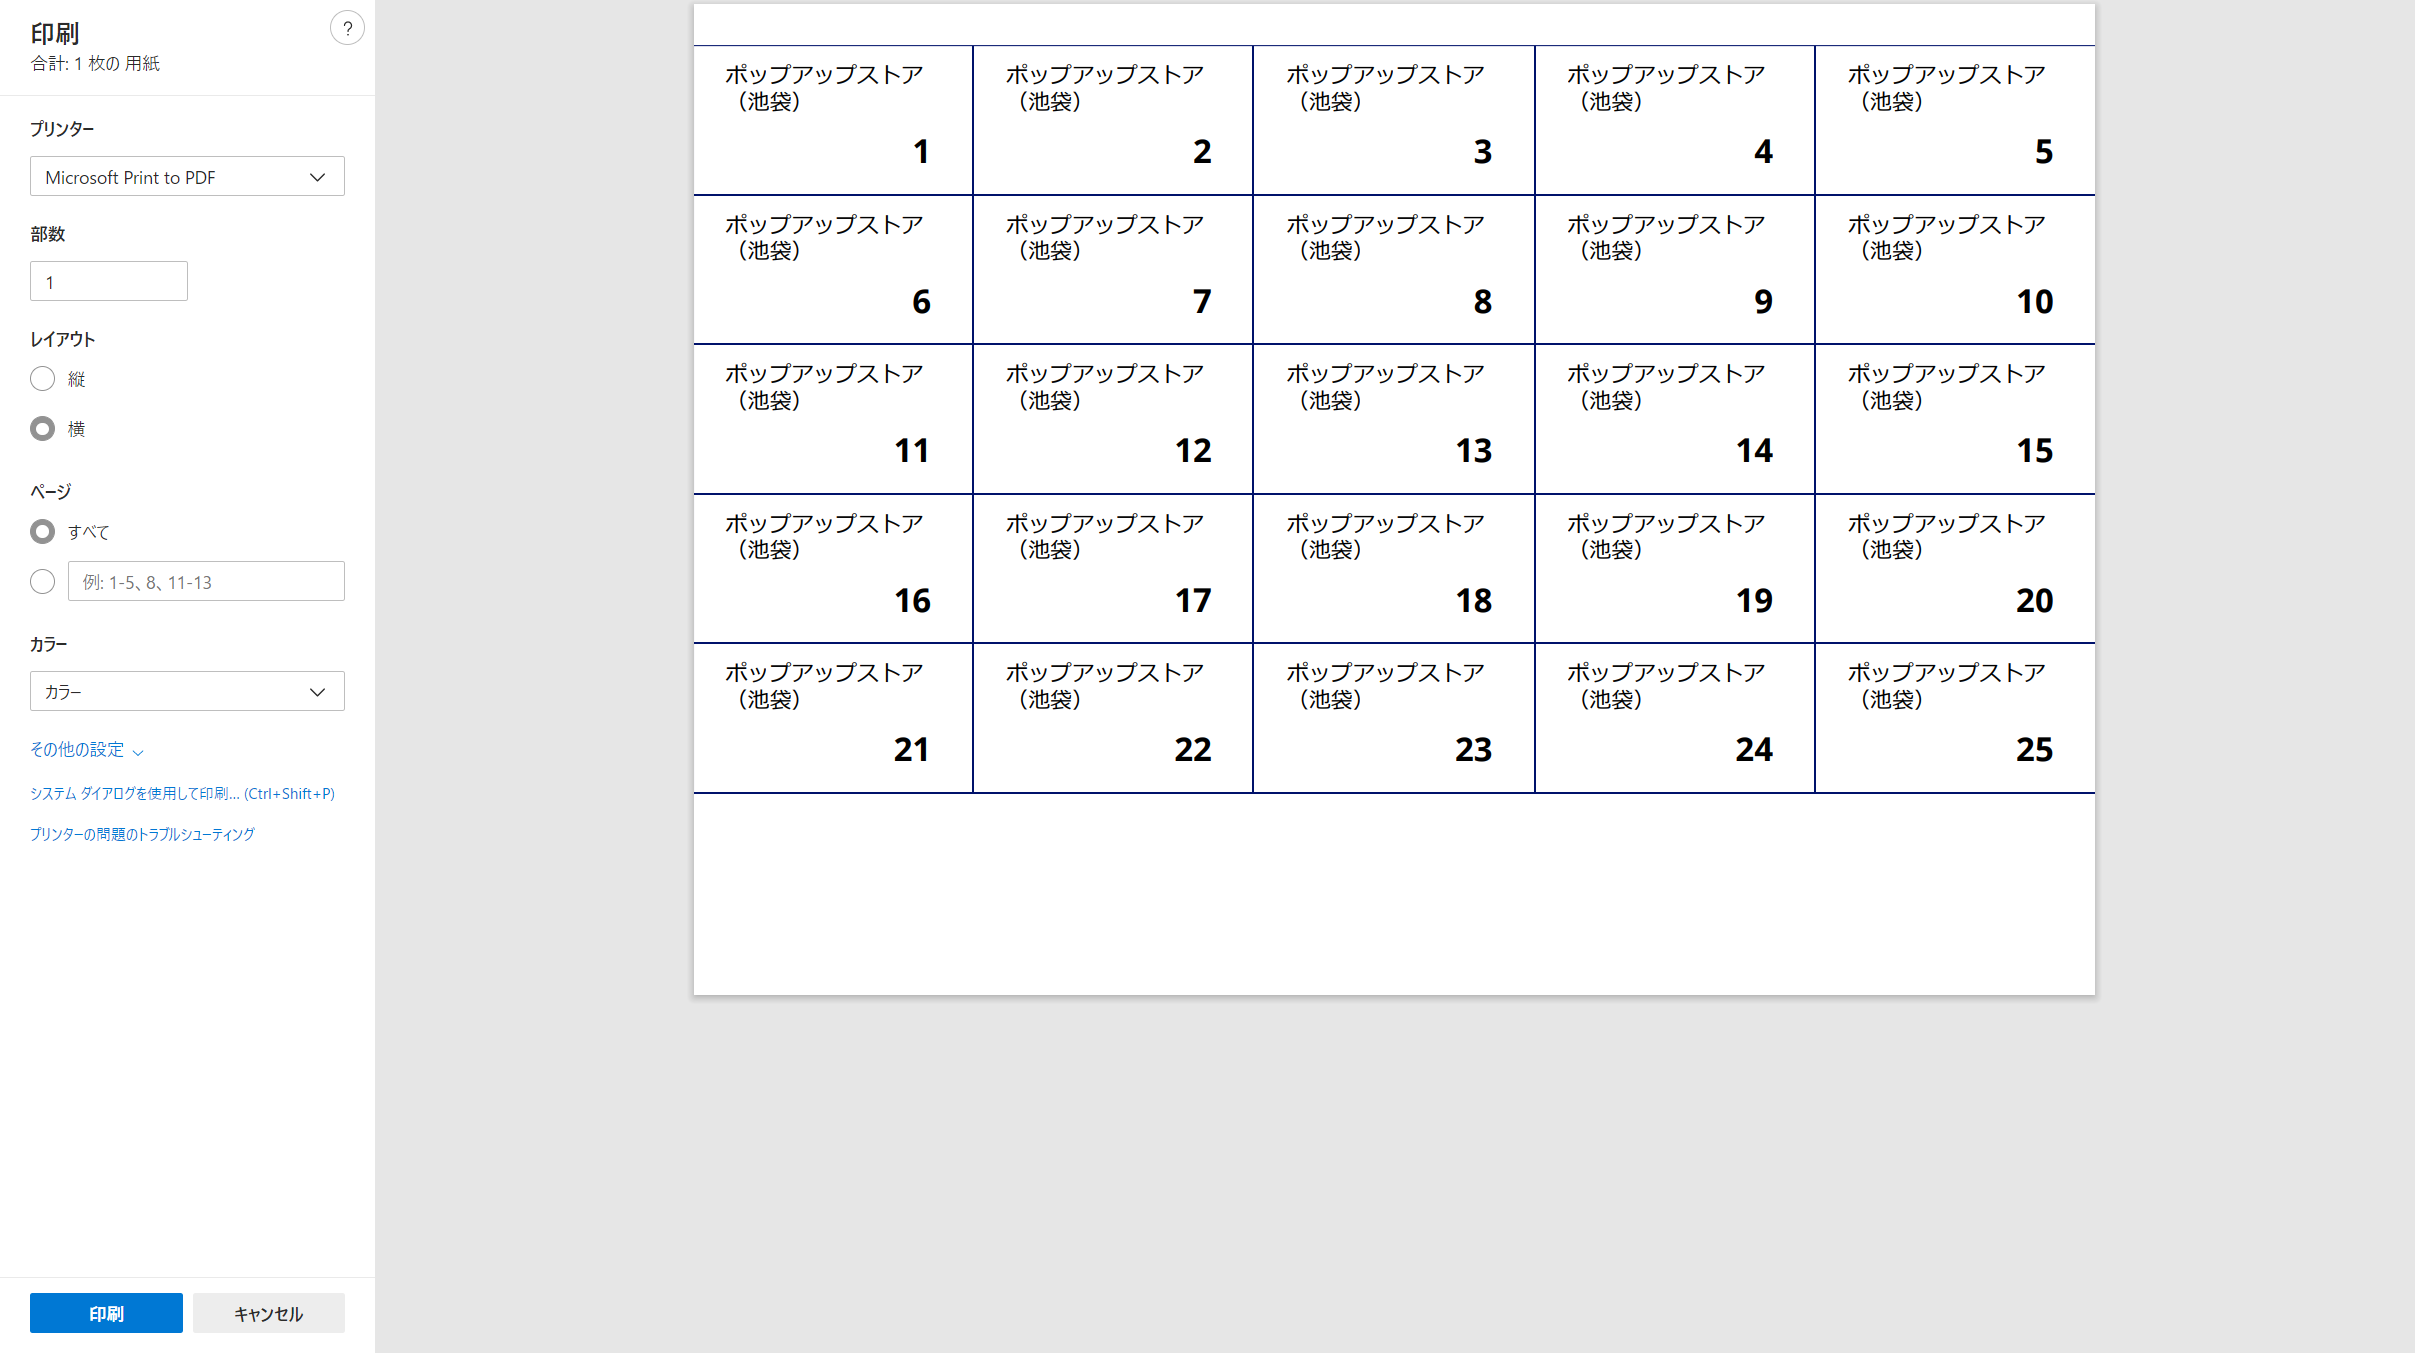 印刷
?
合計: 1 枚の 用紙
プリンター
Microsoft Print to PDF
部数
1
レイアウト
縦
横
ページ
すべて
例: 1-5、8、11-13
カラー
カラー
その他の設定
システム ダイアログを使用して印刷... (Ctrl+Shift+P)
プリンターの問題のトラブルシューティング
印刷
キャンセル
ポップアップストア
（池袋）
1
ポップアップストア
（池袋）
2
ポップアップストア
（池袋）
3
ポップアップストア
（池袋）
4
ポップアップストア
（池袋）
5
ポップアップストア
（池袋）
6
ポップアップストア
（池袋）
7
ポップアップストア
（池袋）
8
ポップアップストア
（池袋）
9
ポップアップストア
（池袋）
10
ポップアップストア
（池袋）
11
ポップアップストア
（池袋）
12
ポップアップストア
（池袋）
13
ポップアップストア
（池袋）
14
ポップアップストア
（池袋）
15
ポップアップストア
（池袋）
16
ポップアップストア
（池袋）
17
ポップアップストア
（池袋）
18
ポップアップストア
（池袋）
19
ポップアップストア
（池袋）
20
ポップアップストア
（池袋）
21
ポップアップストア
（池袋）
22
ポップアップストア
（池袋）
23
ポップアップストア
（池袋）
24
ポップアップストア
（池袋）
25